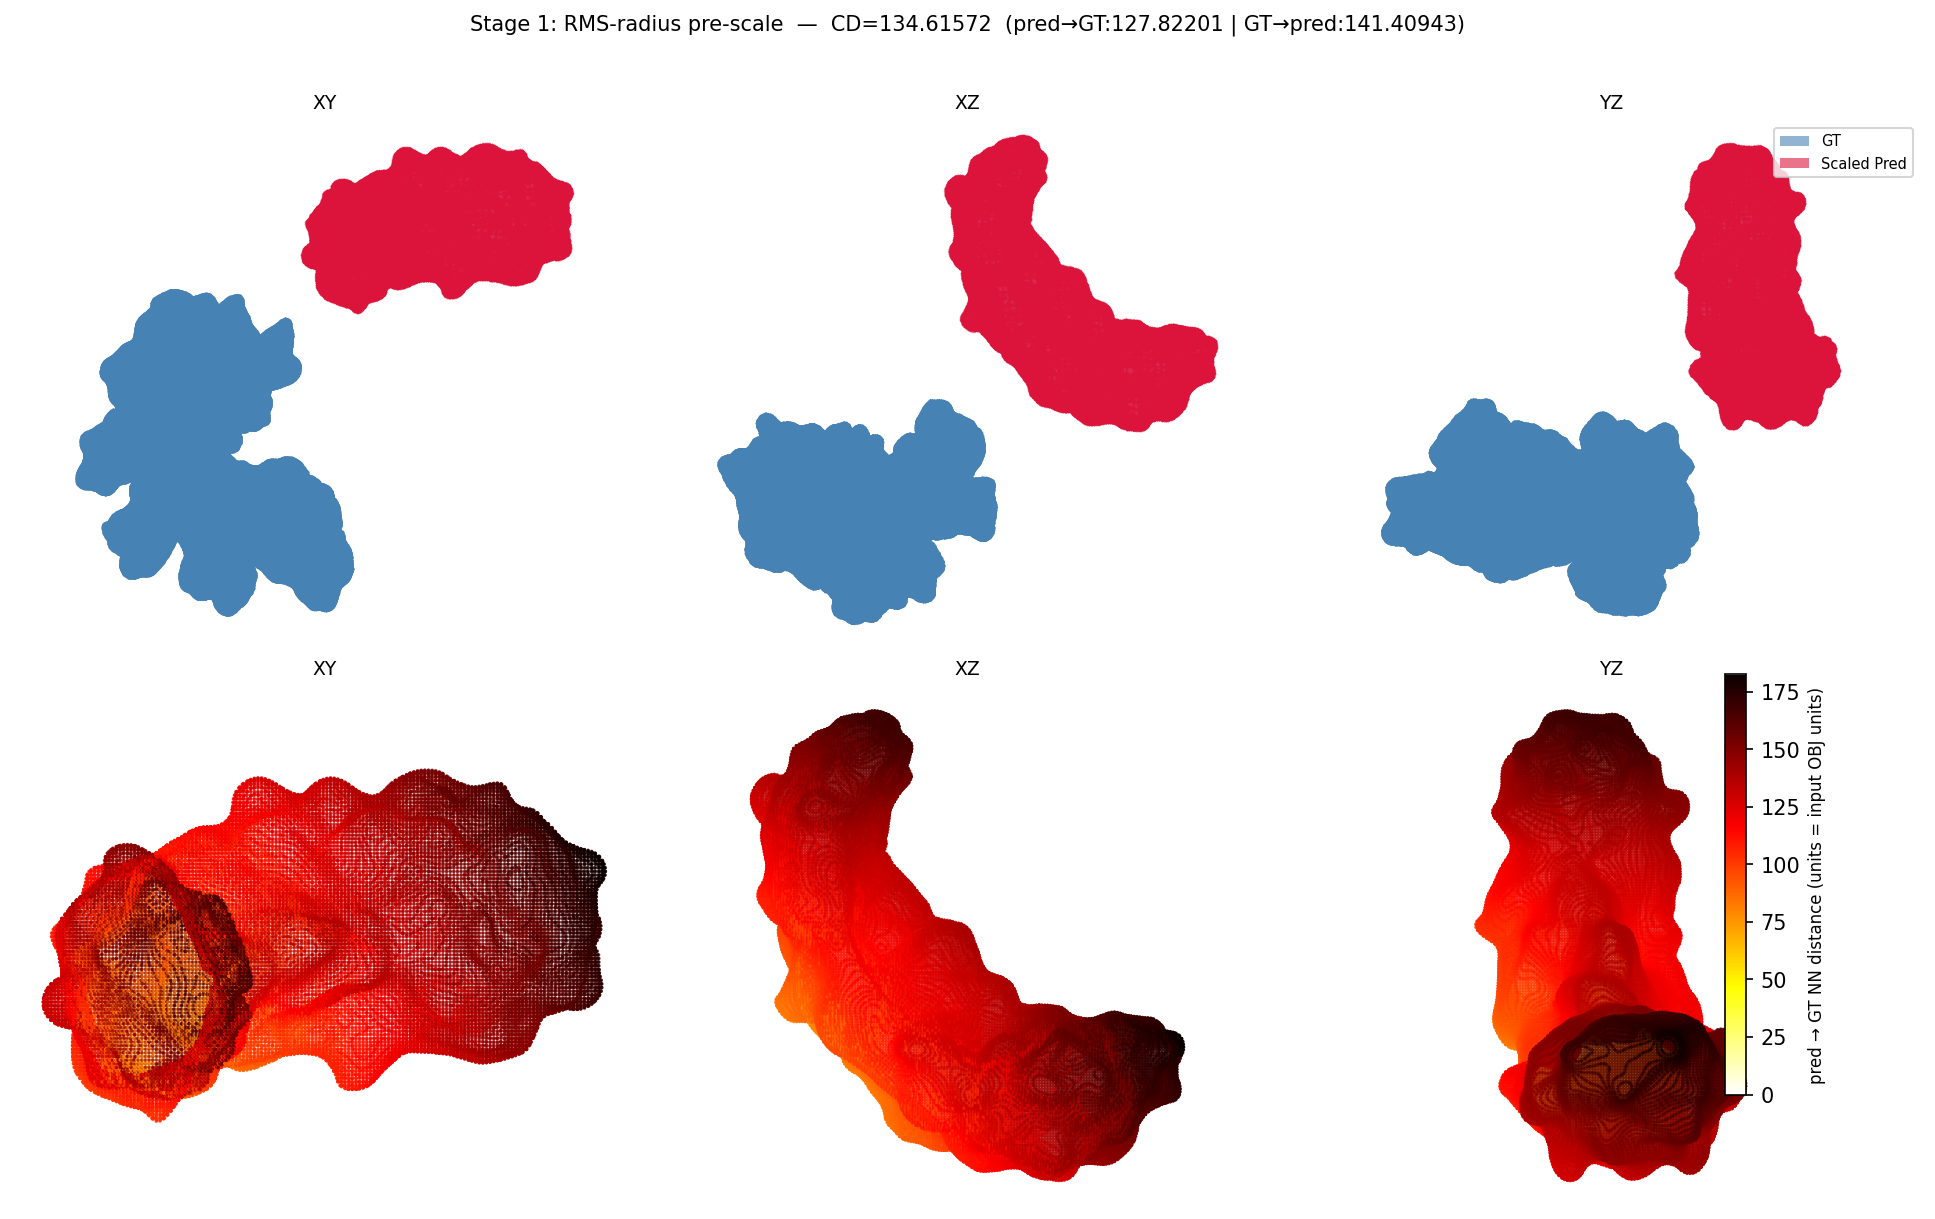 Stage 1: RMS-radius pre-scale — CD=134.61572 (pred→GT:127.82201 | GT→pred:141.40943)
XY
XZ
YZ
GT
Scaled Pred
XY
XZ
YZ
175
150
125
100
75
50
25
0
pred → GT NN distance (units = input OBJ units)